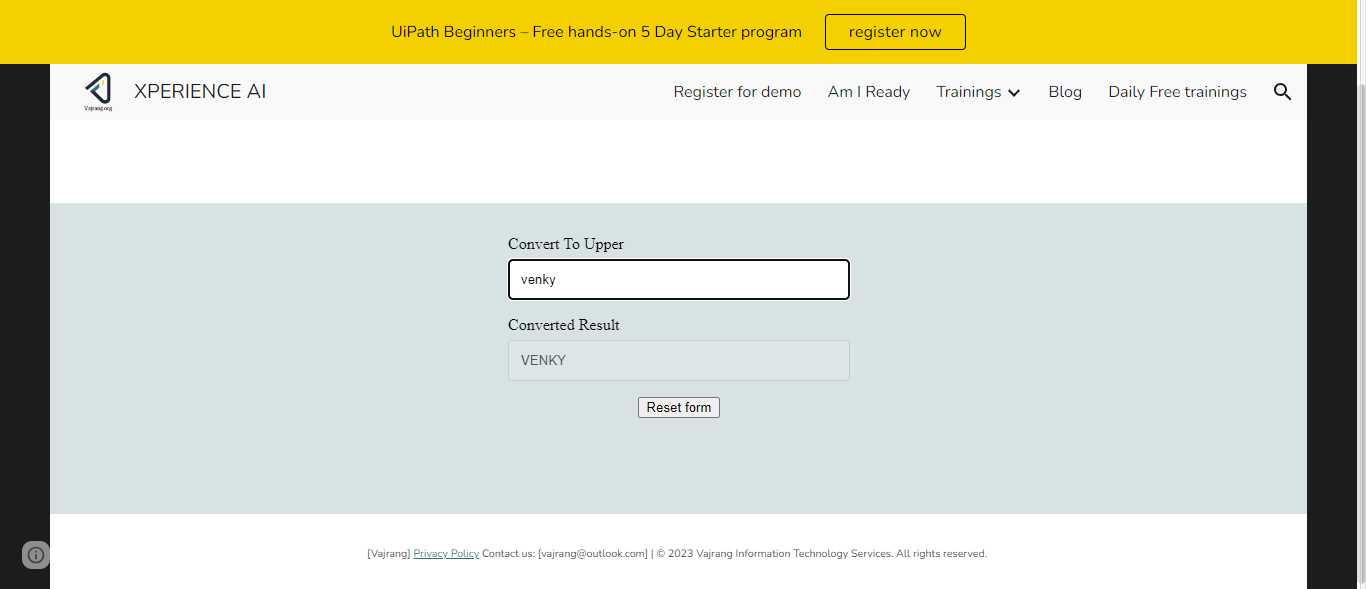 UiPath Beginners – Free hands-on 5 Day Starter program register now
Vajrang.org XPERIENCE AI Register for demo Am I Ready Trainings Blog Daily Free trainings
Convert To Upper
venky
Converted Result
VENKY
Reset form
[Vajrang] Privacy Policy Contact us: [vajrang@outlook.com] | © 2023 Vajrang Information Technology Services. All rights reserved.